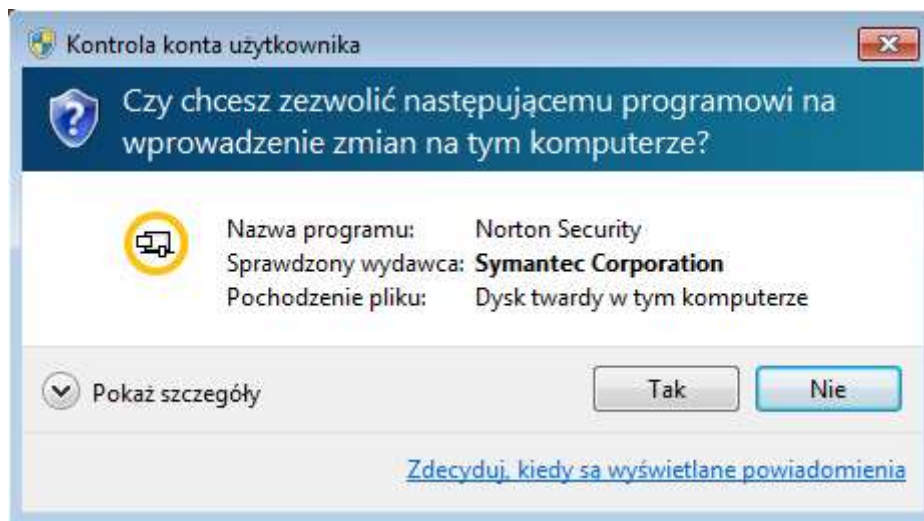 Kontrola konta użytkownika
Czy chcesz zezwolić następującemu programowi na
wprowadzenie zmian na tym komputerze?
Nazwa programu: Norton Security
Sprawdzony wydawca: Symantec Corporation
Pochodzenie pliku: Dysk twardy w tym komputerze
Pokaż szczegóły Tak Nie
Zdecyduj, kiedy są wyświetlane powiadomienia